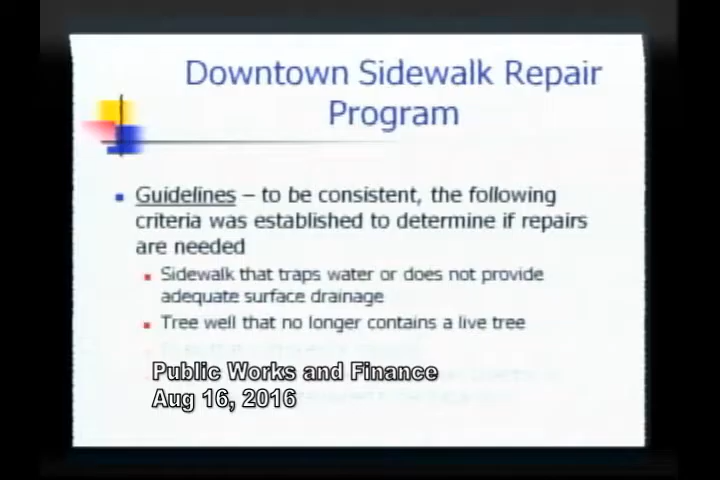 Downtown Sidewalk Repair
Program
Guidelines – to be consistent, the following
criteria was established to determine if repairs
are needed
Sidewalk that traps water or does not provide
adequate surface drainage
Tree well that no longer contains a live tree
Public Works and Finance
Aug 16, 2016